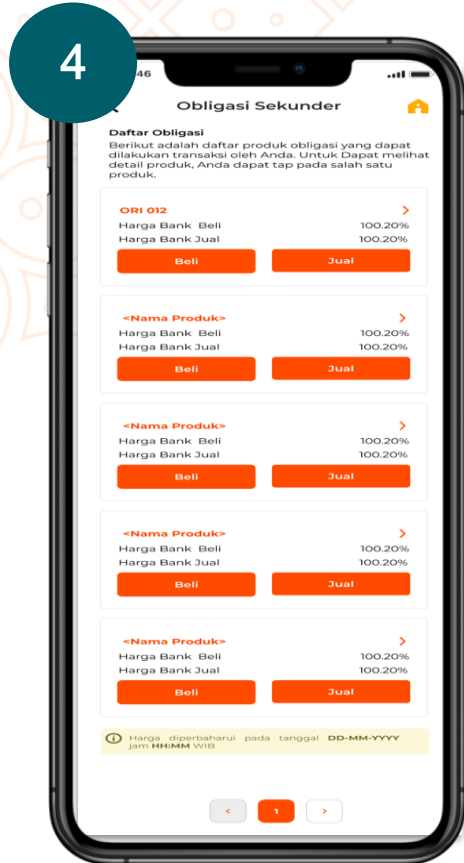 4
46
Obligasi Sekunder
Daftar Obligasi
Berikut adalah daftar produk obligasi yang dapat
dilakukan transaksi oleh Anda. Untuk Dapat melihat
detail produk, Anda dapat tap pada salah satu
produk.
ORI 012
Harga Bank Beli 100.20%
Harga Bank Jual 100.20%
Beli Jual
<Nama Produk>
Harga Bank Beli 100.20%
Harga Bank Jual 100.20%
Beli Jual
<Nama Produk>
Harga Bank Beli 100.20%
Harga Bank Jual 100.20%
Beli Jual
<Nama Produk>
Harga Bank Beli 100.20%
Harga Bank Jual 100.20%
Beli Jual
<Nama Produk>
Harga Bank Beli 100.20%
Harga Bank Jual 100.20%
Beli Jual
Harga diperbaharui pada tanggal DD-MM-YYYY
jam HH:MM WIB
< 1 >